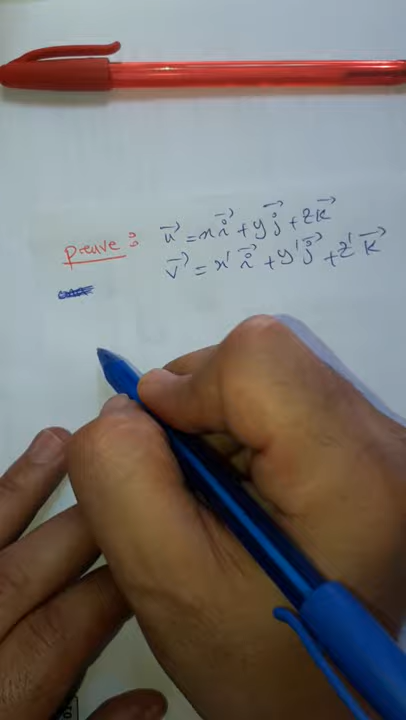 preuve : u⃗ = x i⃗ + y j⃗ + z k⃗
v⃗ = x' i⃗ + y' j⃗ + z' k⃗